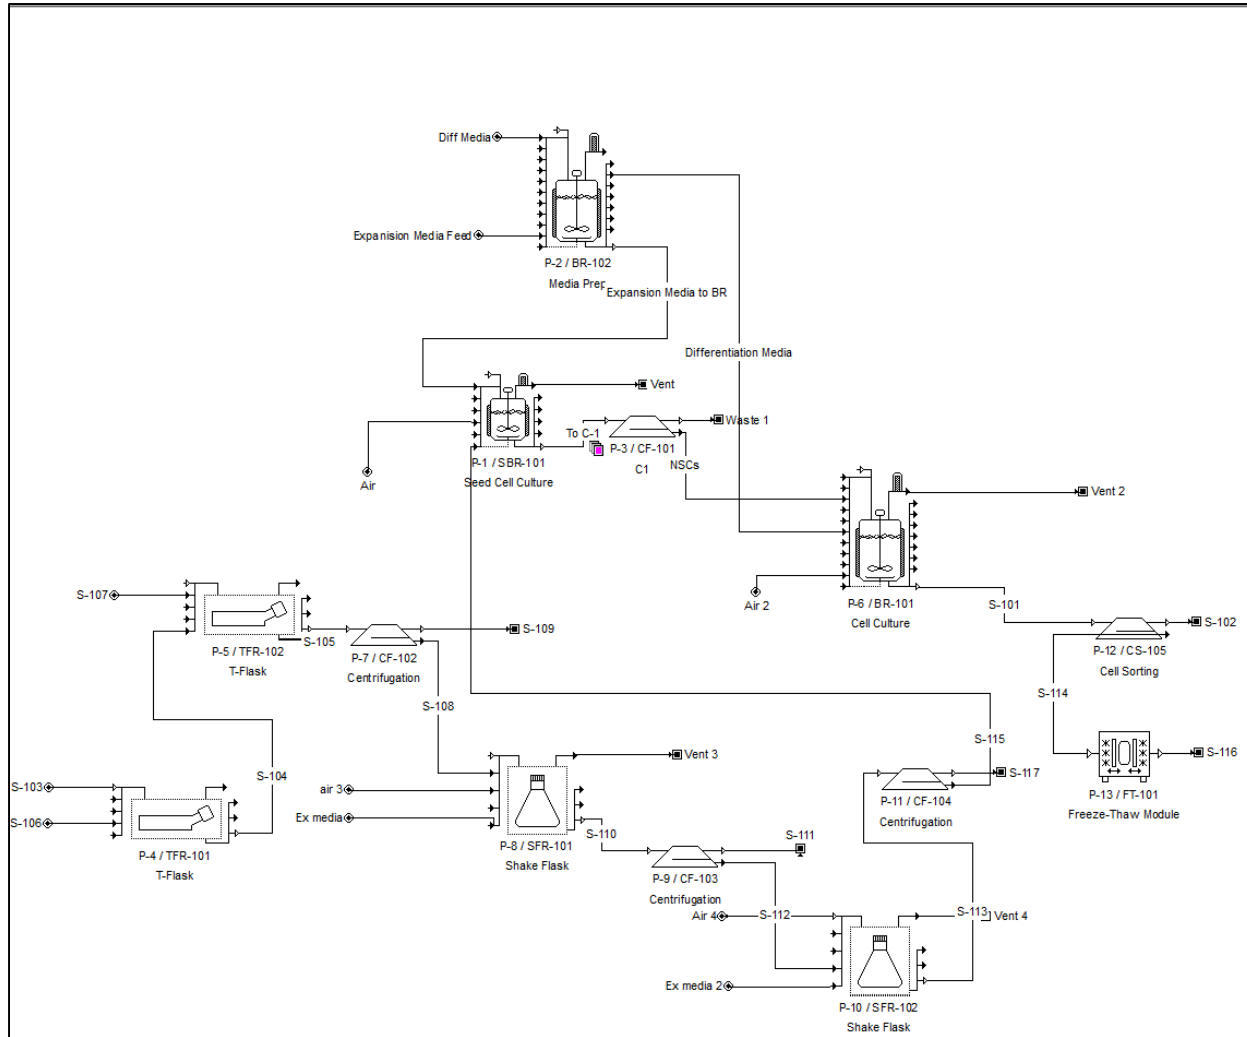 Diff Media
Expanision Media Feed
P-2 / BR-102
Media Prep
Expansion Media to BR
Differentiation Media
Vent
To C-1
Waste 1
P-3 / CF-101
C1
NSCs
P-1 / SBR-101
Seed Cell Culture
Air
Vent 2
Air 2
P-6 / BR-101
Cell Culture
S-101
S-102
P-12 / CS-105
Cell Sorting
S-107
S-105
P-5 / TFR-102
T-Flask
S-109
P-7 / CF-102
Centrifugation
S-108
S-114
S-115
S-116
P-13 / FT-101
Freeze-Thaw Module
S-104
Vent 3
S-117
P-11 / CF-104
Centrifugation
S-103
S-106
P-4 / TFR-101
T-Flask
air 3
Ex media
P-8 / SFR-101
Shake Flask
S-110
S-111
P-9 / CF-103
Centrifugation
Air 4
S-112
S-113
Vent 4
Ex media 2
P-10 / SFR-102
Shake Flask